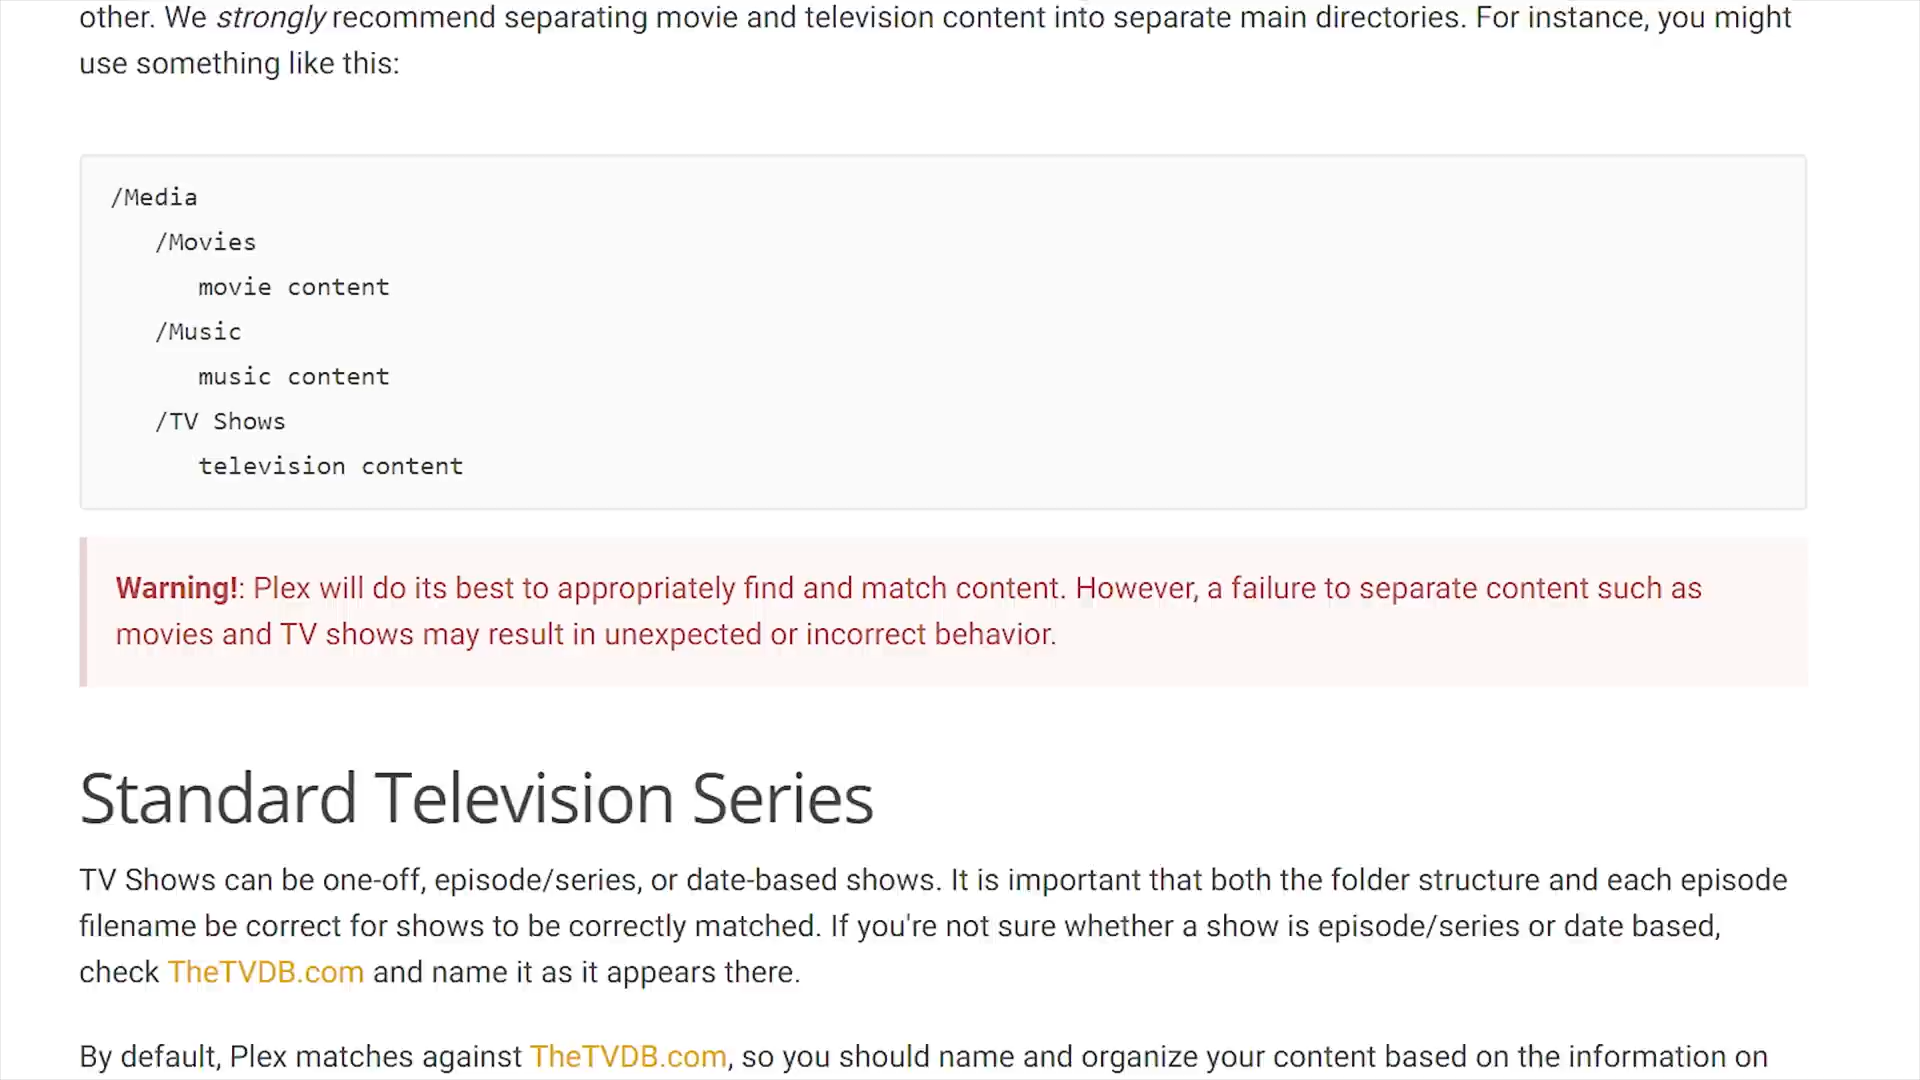 other. We strongly recommend separating movie and television content into separate main directories. For instance, you might
use something like this:
/Media
/Movies
movie content
/Music
music content
/TV Shows
television content
Warning!: Plex will do its best to appropriately find and match content. However, a failure to separate content such as
movies and TV shows may result in unexpected or incorrect behavior.
Standard Television Series
TV Shows can be one-off, episode/series, or date-based shows. It is important that both the folder structure and each episode
filename be correct for shows to be correctly matched. If you're not sure whether a show is episode/series or date based,
check TheTVDB.com and name it as it appears there.
By default, Plex matches against TheTVDB.com, so you should name and organize your content based on the information on